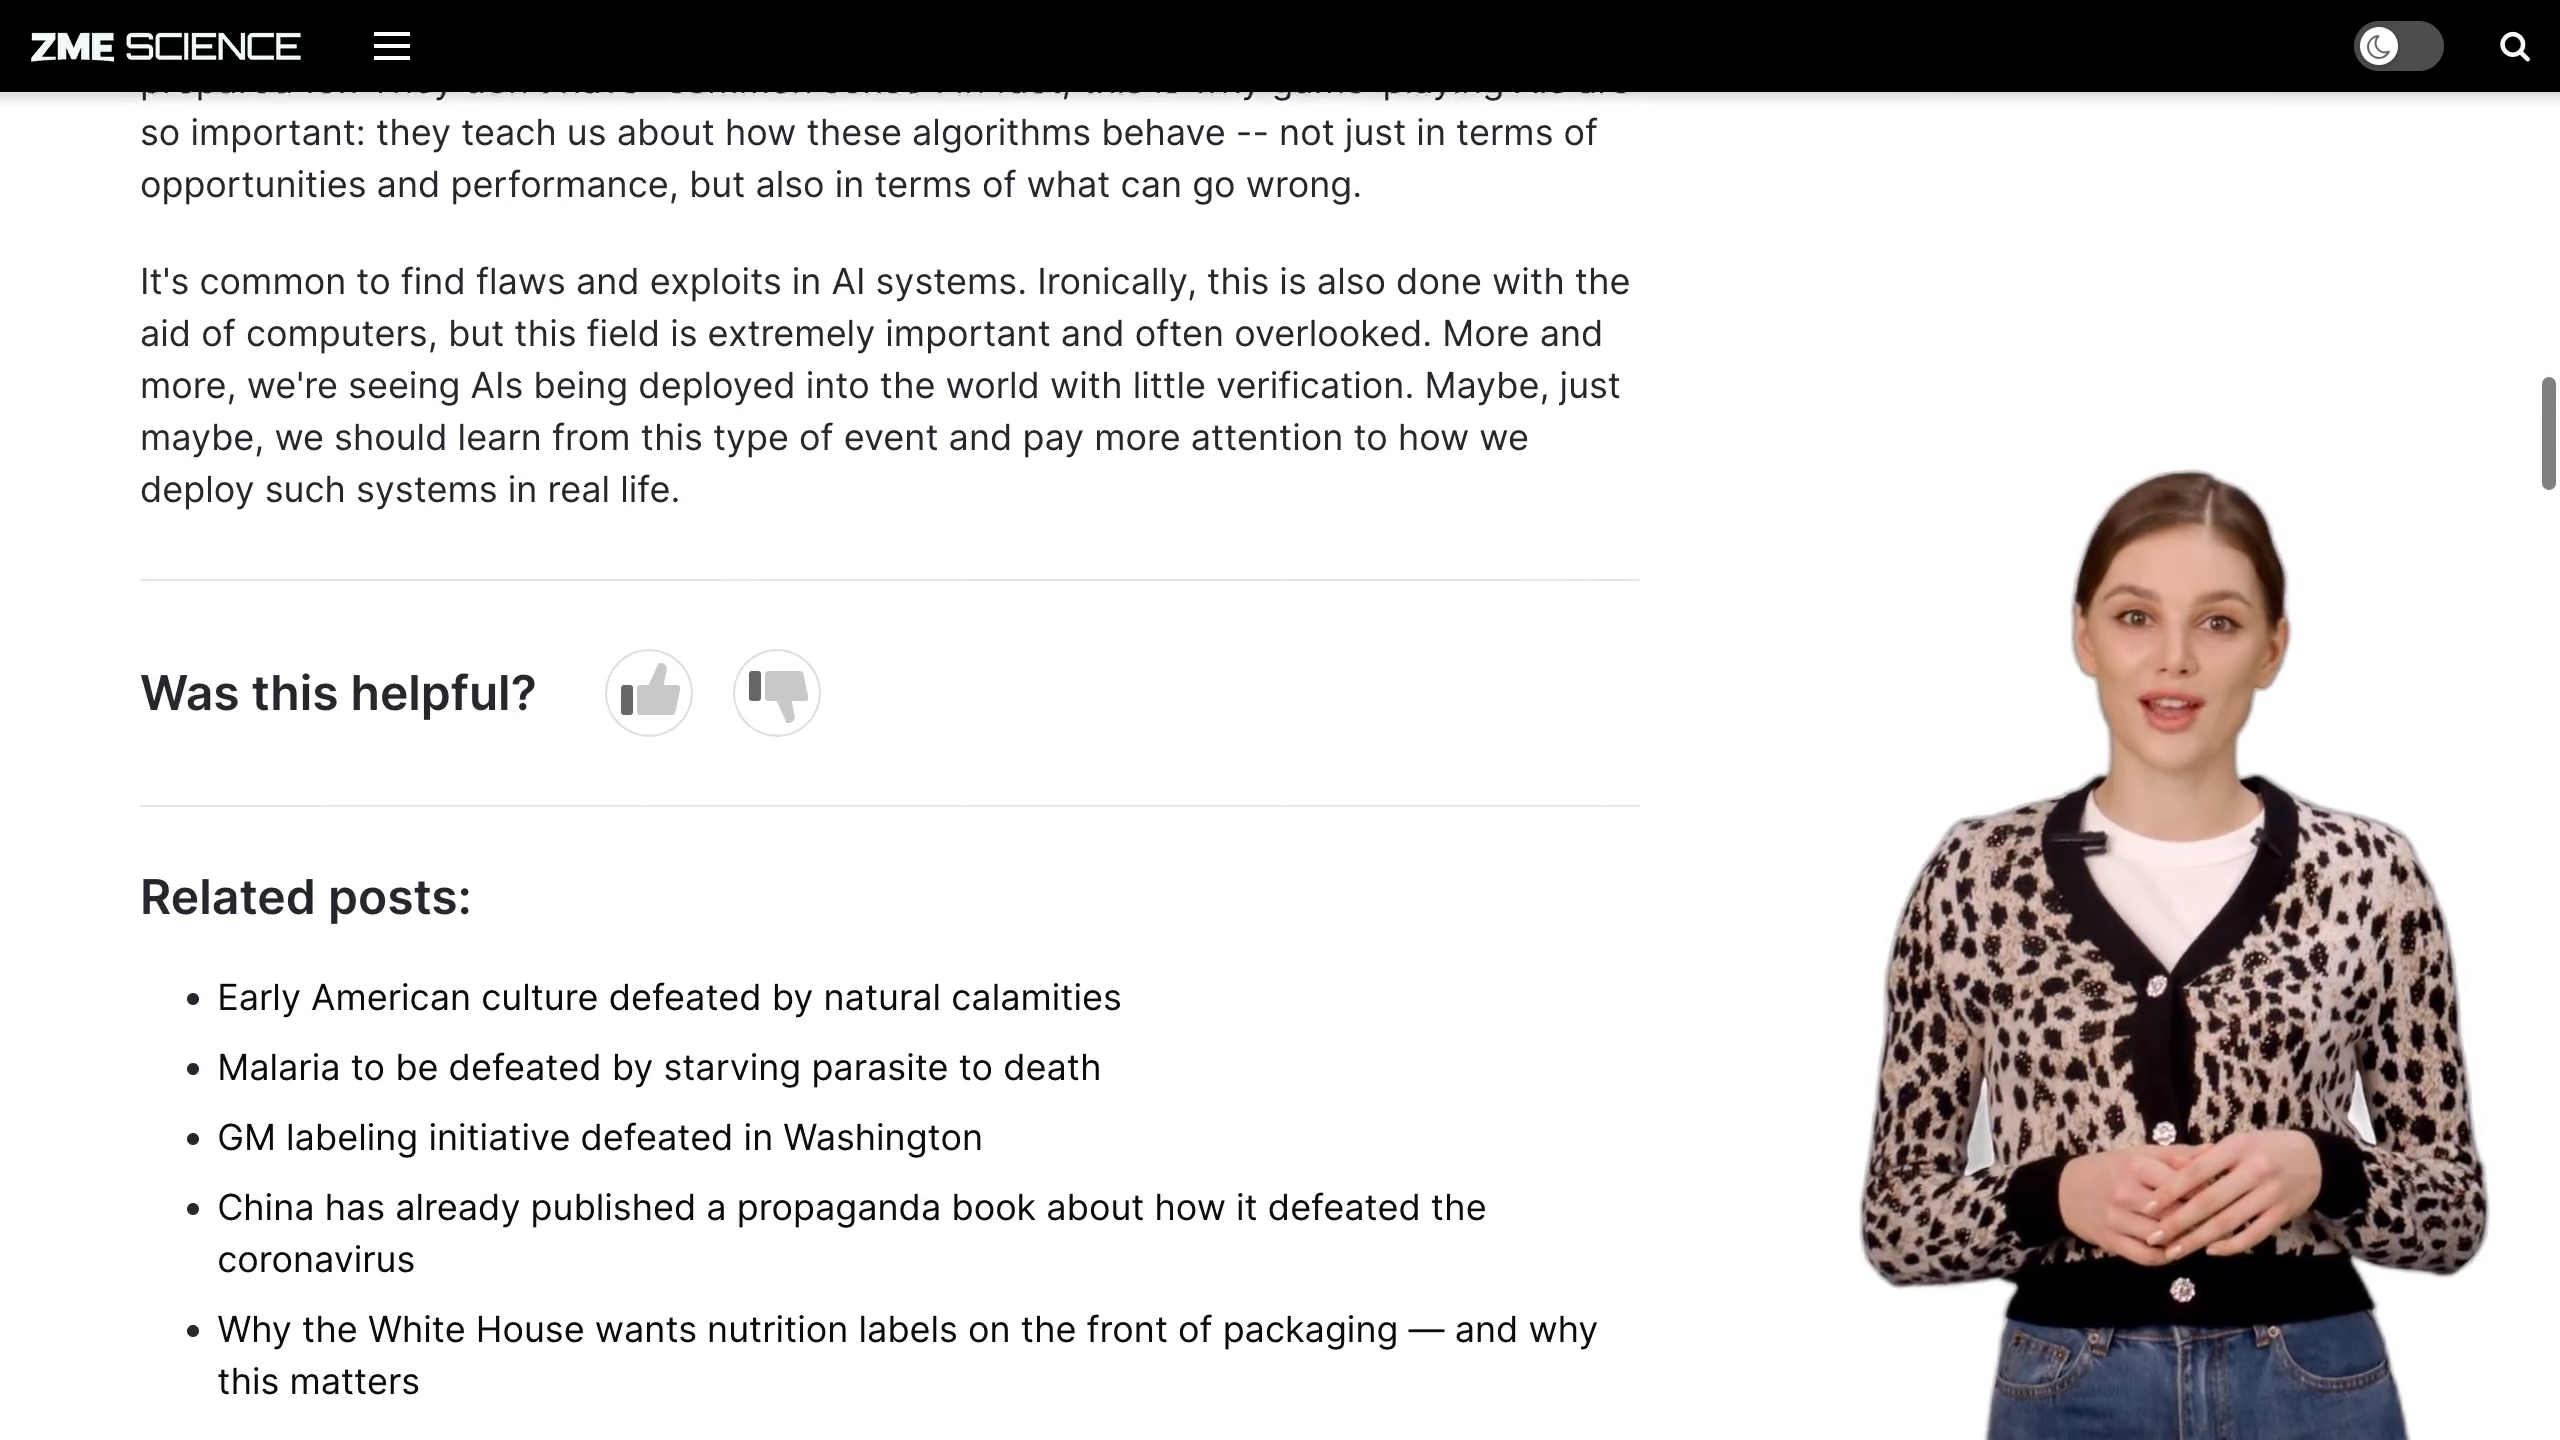 ZME SCIENCE
so important: they teach us about how these algorithms behave -- not just in terms of
opportunities and performance, but also in terms of what can go wrong.
It's common to find flaws and exploits in AI systems. Ironically, this is also done with the
aid of computers, but this field is extremely important and often overlooked. More and
more, we're seeing AIs being deployed into the world with little verification. Maybe, just
maybe, we should learn from this type of event and pay more attention to how we
deploy such systems in real life.
Was this helpful?
Related posts:
• Early American culture defeated by natural calamities
• Malaria to be defeated by starving parasite to death
• GM labeling initiative defeated in Washington
• China has already published a propaganda book about how it defeated the
coronavirus
• Why the White House wants nutrition labels on the front of packaging — and why
this matters